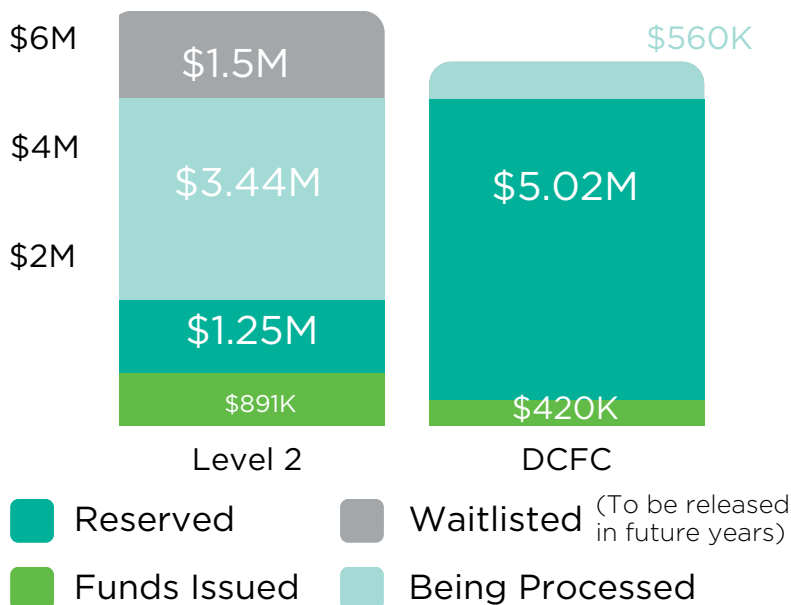 $6M
$560K
$1.5M
$4M
$3.44M
$5.02M
$2M
$1.25M
$891K
$420K
Level 2
DCFC
Reserved
Waitlisted (To be released
in future years)
Funds Issued
Being Processed